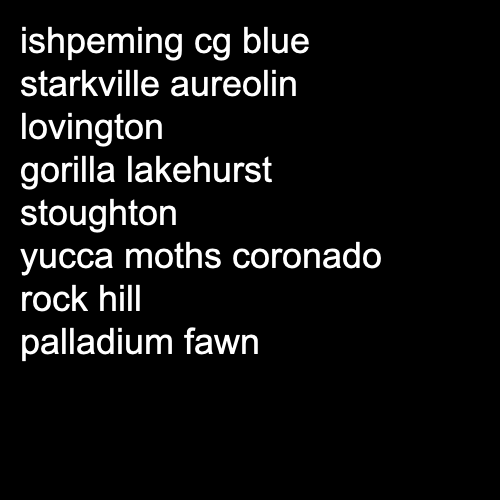 ishpeming cg blue
starkville aureolin
lovington
gorilla lakehurst
stoughton
yucca moths coronado
rock hill
palladium fawn